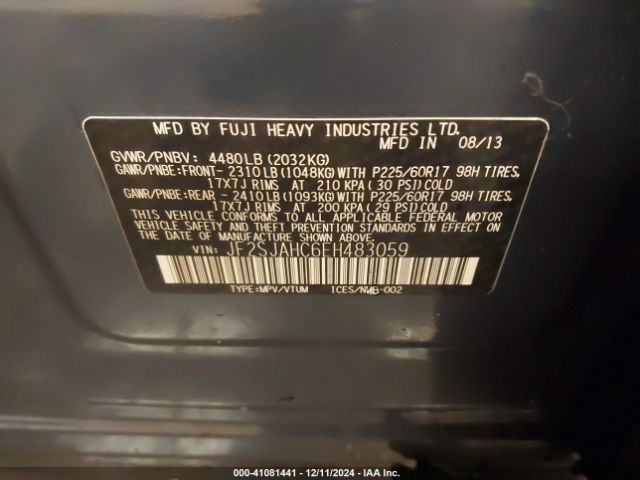 MFD BY FUJI HEAVY INDUSTRIES LTD.
MFD IN 08/13
GVWR/PNBV: 4480LB(2032KG)
GAWR/PNBE:FRONT- 2310LB(1048KG)WITH P225/60R17 98H TIRES,
17X7J RIMS AT 210 KPA(30 PSI)COLD
GAWR/PNBE:REAR - 2410LB(1093KG)WITH P225/60R17 98H TIRES,
17X7J RIMS AT 200 KPA(29 PSI)COLD
THIS VEHICLE CONFORMS TO ALL APPLICABLE FEDERAL MOTOR
VEHICLE SAFETY AND THEFT PREVENTION STANDARDS IN EFFECT
ON THE DATE OF MANUFACTURE SHOWN ABOVE.
VIN: JF2SJAHC6EH483059
TYPE:MPV/VTUM ICES/NMB-002
000-41081441 - 12/11/2024 - IAA Inc.